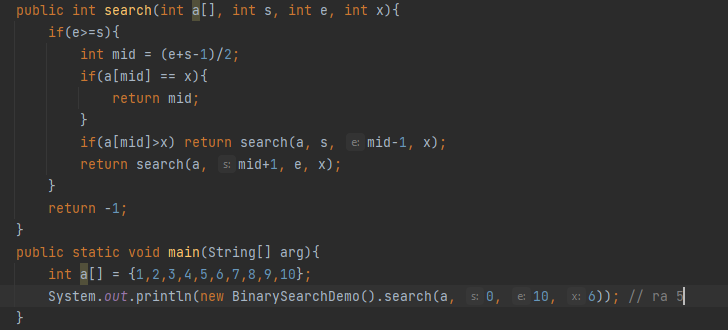 public int search(int a[], int s, int e, int x){
if(e>=s){
int mid = (e+s-1)/2;
if(a[mid] == x){
return mid;
}
if(a[mid]>x) return search(a, s, e: mid-1, x);
return search(a, s: mid+1, e, x);
}
return -1;
}
public static void main(String[] arg){
int a[] = {1,2,3,4,5,6,7,8,9,10};
System.out.println(new BinarySearchDemo().search(a, s: 0, e: 10, x: 6)); // ra 5
}